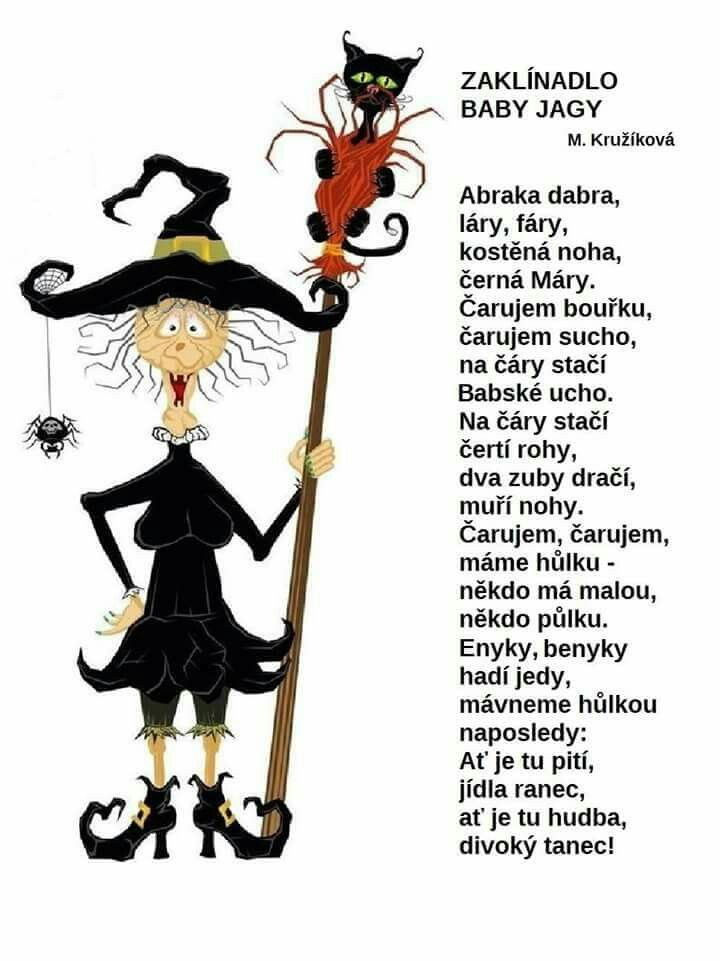 ZAKLÍNADLO
BABY JAGY
M. Kružíková
Abraka dabra,
láry, fáry,
kostěná noha,
černá Máry.
Čarujem bouřku,
čarujem sucho,
na čáry stačí
Babské ucho.
Na čáry stačí
čertí rohy,
dva zuby dračí,
muří nohy.
Čarujem, čarujem,
máme hůlku -
někdo má malou,
někdo půlku.
Enyky, benyky
hadí jedy,
mávneme hůlkou
naposledy:
Ať je tu pití,
jídla ranec,
ať je tu hudba,
divoký tanec!